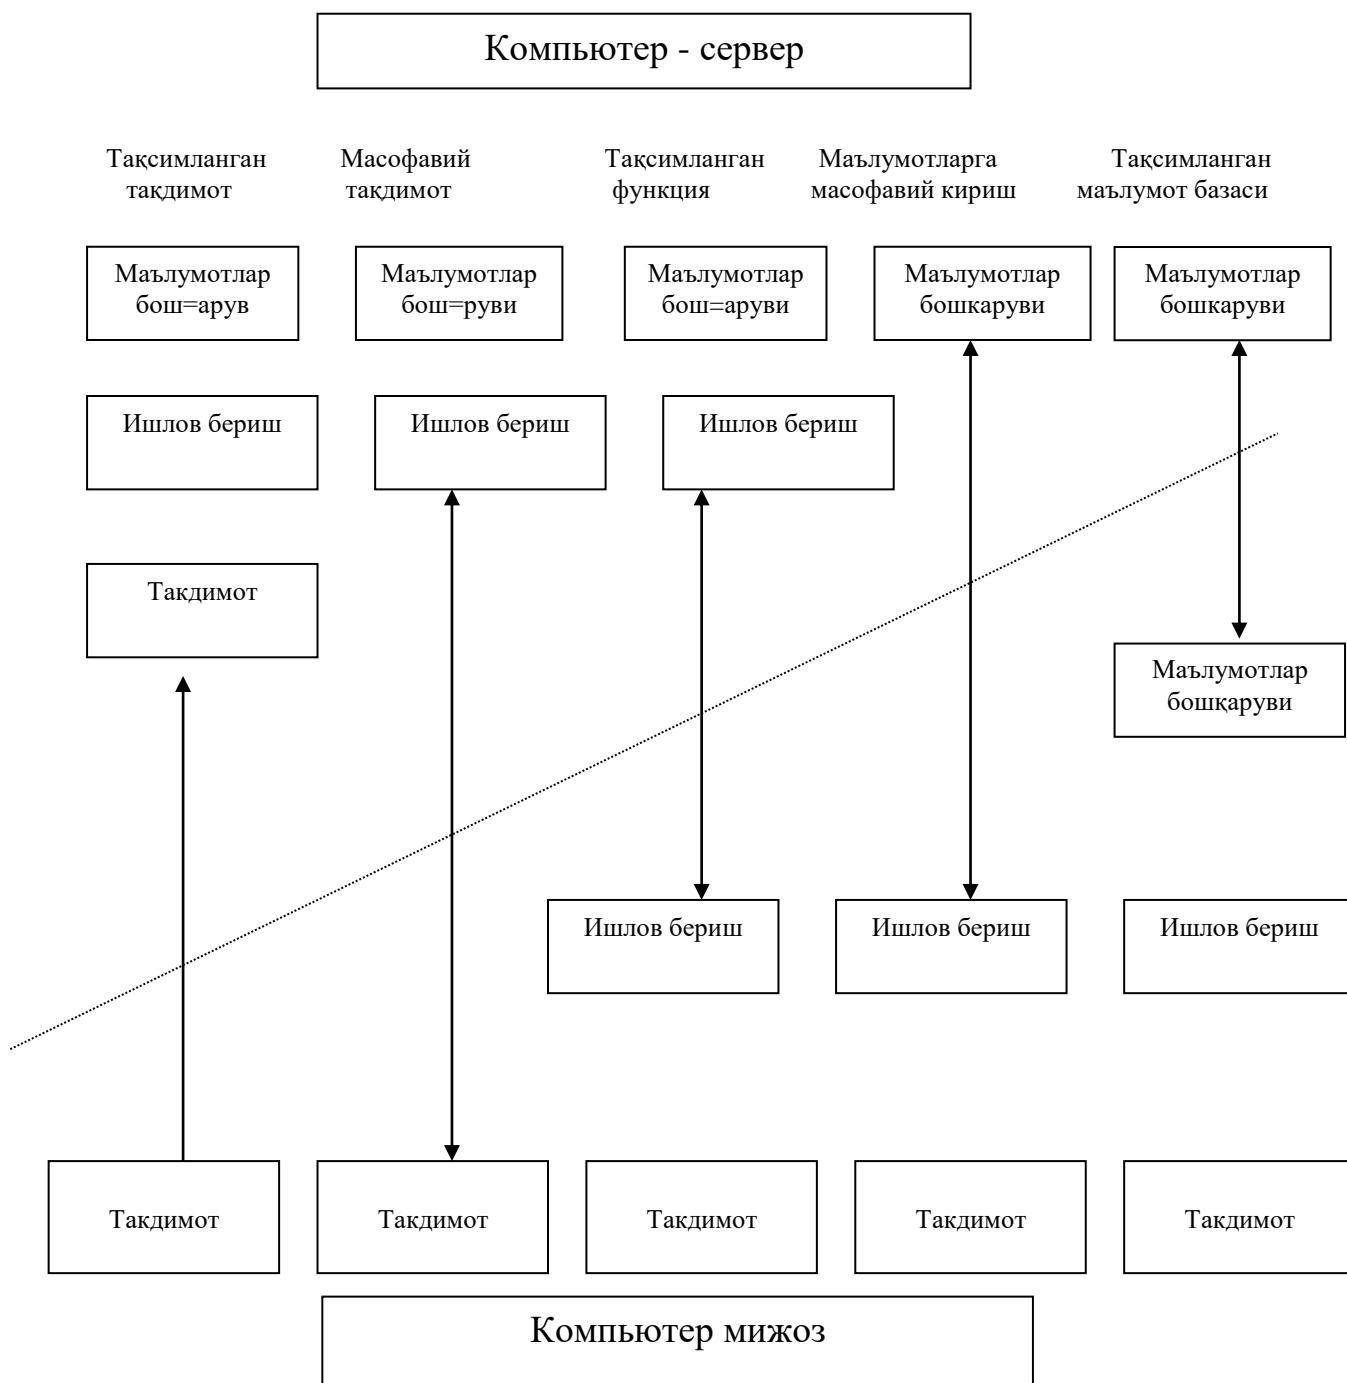 Компьютер - сервер
Тақсимланган
тақдимот
Масофавий
тақдимот
Тақсимланган
функция
Маълумотларга
масофавий кириш
Тақсимланган
маълумот базаси
Маълумотлар
бош=арув
Маълумотлар
бош=руви
Маълумотлар
бош=аруви
Маълумотлар
бошкаруви
Маълумотлар
бошкаруви
Ишлов бериш
Ишлов бериш
Ишлов бериш
Такдимот
Маълумотлар
бошқаруви
Ишлов бериш
Ишлов бериш
Ишлов бериш
Такдимот
Такдимот
Такдимот
Такдимот
Такдимот
Компьютер мижоз